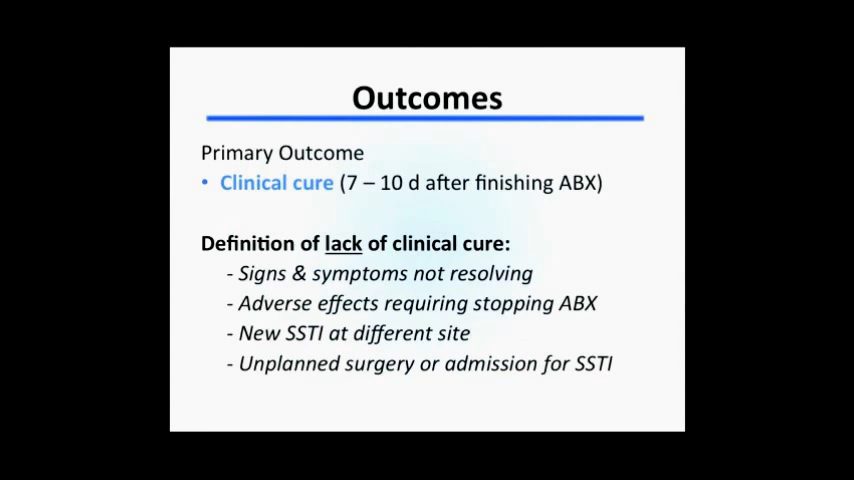 Outcomes
Primary Outcome
• Clinical cure (7 – 10 d after finishing ABX)
Definition of lack of clinical cure:
- Signs & symptoms not resolving
- Adverse effects requiring stopping ABX
- New SSTI at different site
- Unplanned surgery or admission for SSTI